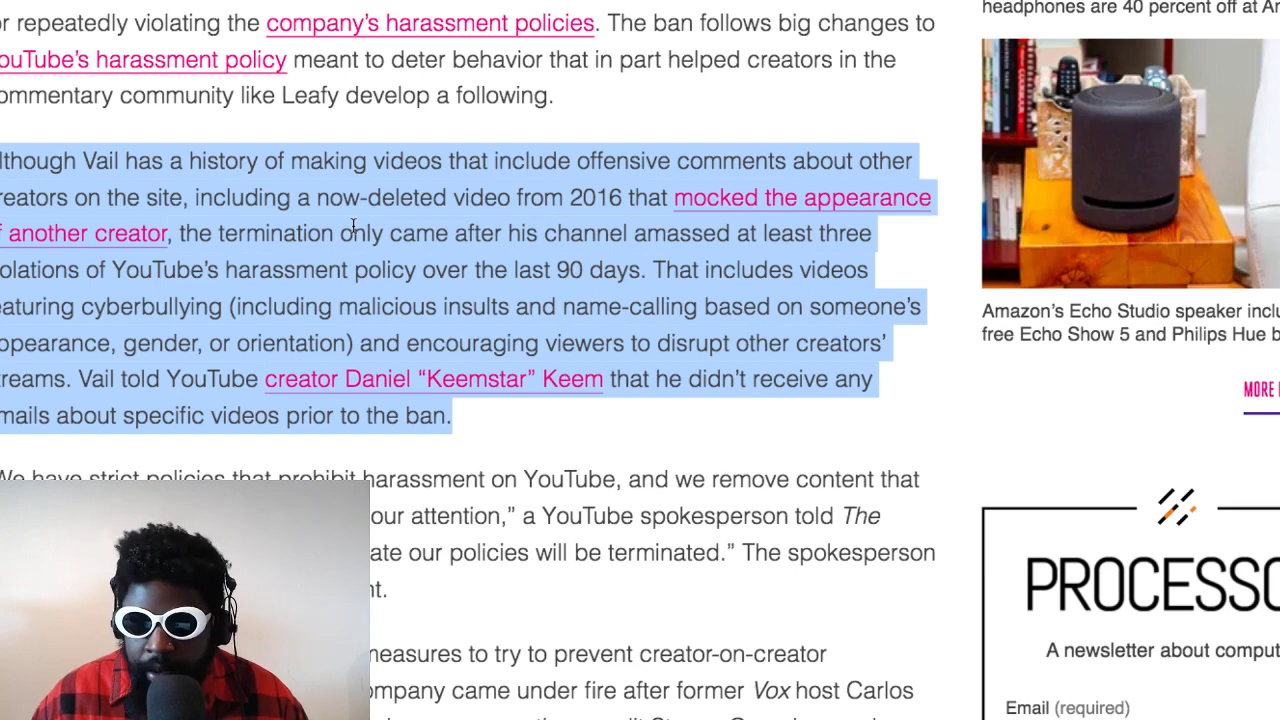 r repeatedly violating the company's harassment policies. The ban follows big changes to
ouTube's harassment policy meant to deter behavior that in part helped creators in the
ommentary community like Leafy develop a following.
lthough Vail has a history of making videos that include offensive comments about other
reators on the site, including a now-deleted video from 2016 that mocked the appearance
f another creator, the termination only came after his channel amassed at least three
olations of YouTube's harassment policy over the last 90 days. That includes videos
eaturing cyberbullying (including malicious insults and name-calling based on someone's
ppearance, gender, or orientation) and encouraging viewers to disrupt other creators'
treams. Vail told YouTube creator Daniel “Keemstar” Keem that he didn't receive any
mails about specific videos prior to the ban.
We have strict policies that prohibit harassment on YouTube, and we remove content that
our attention,” a YouTube spokesperson told The
ate our policies will be terminated.” The spokesperson
nt.
measures to try to prevent creator-on-creator
ompany came under fire after former Vox host Carlos
headphones are 40 percent off at Am
Amazon's Echo Studio speaker inclu
free Echo Show 5 and Philips Hue b
MORE
PROCESSO
A newsletter about comput
Email (required)